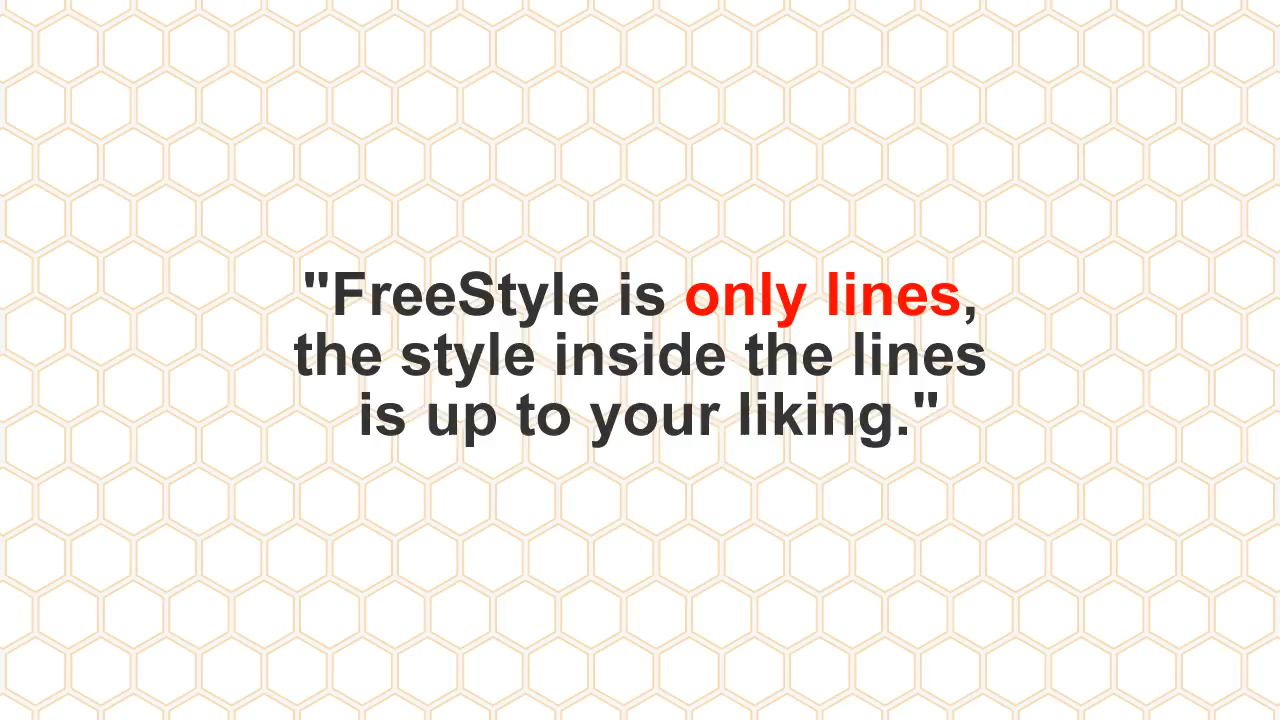 "FreeStyle is only lines,
the style inside the lines
is up to your liking."